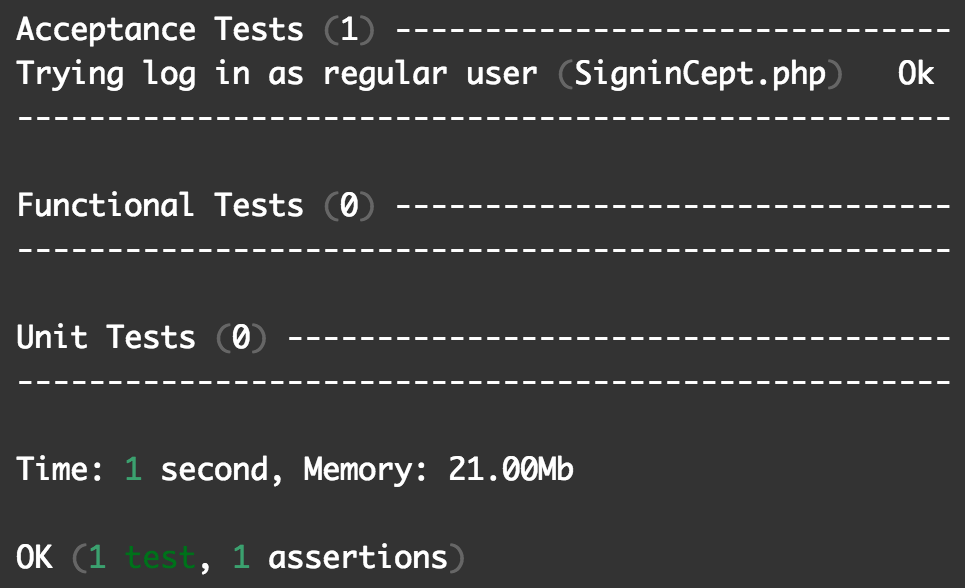 Acceptance Tests (1) -------------------------------
Trying log in as regular user (SigninCept.php)   Ok
----------------------------------------------------
Functional Tests (0) -------------------------------
----------------------------------------------------
Unit Tests (0) -------------------------------------
----------------------------------------------------
Time: 1 second, Memory: 21.00Mb
OK (1 test, 1 assertions)